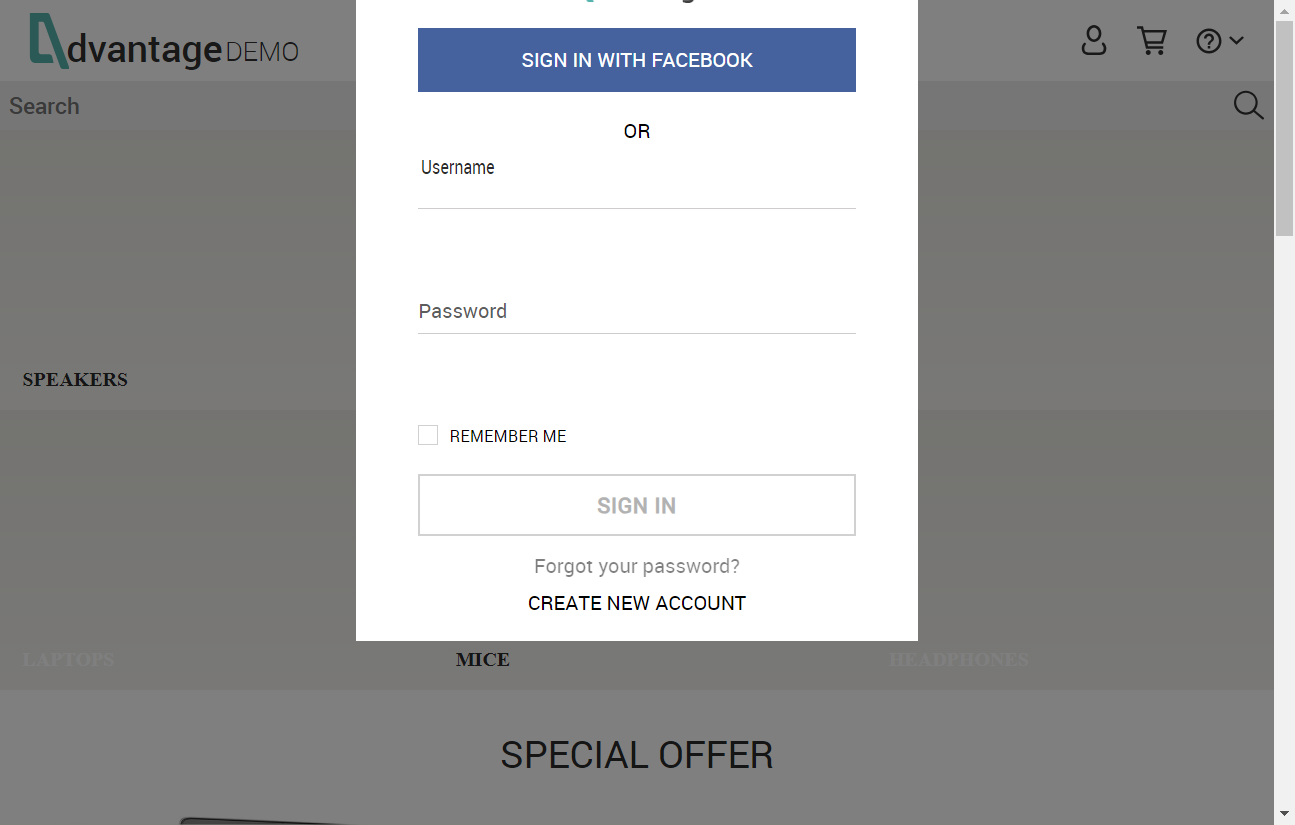 dvantage DEMO
Search
SIGN IN WITH FACEBOOK
OR
Username
Password
SPEAKERS
REMEMBER ME
SIGN IN
Forgot your password?
CREATE NEW ACCOUNT
LAPTOPS
MICE
HEADPHONES
SPECIAL OFFER